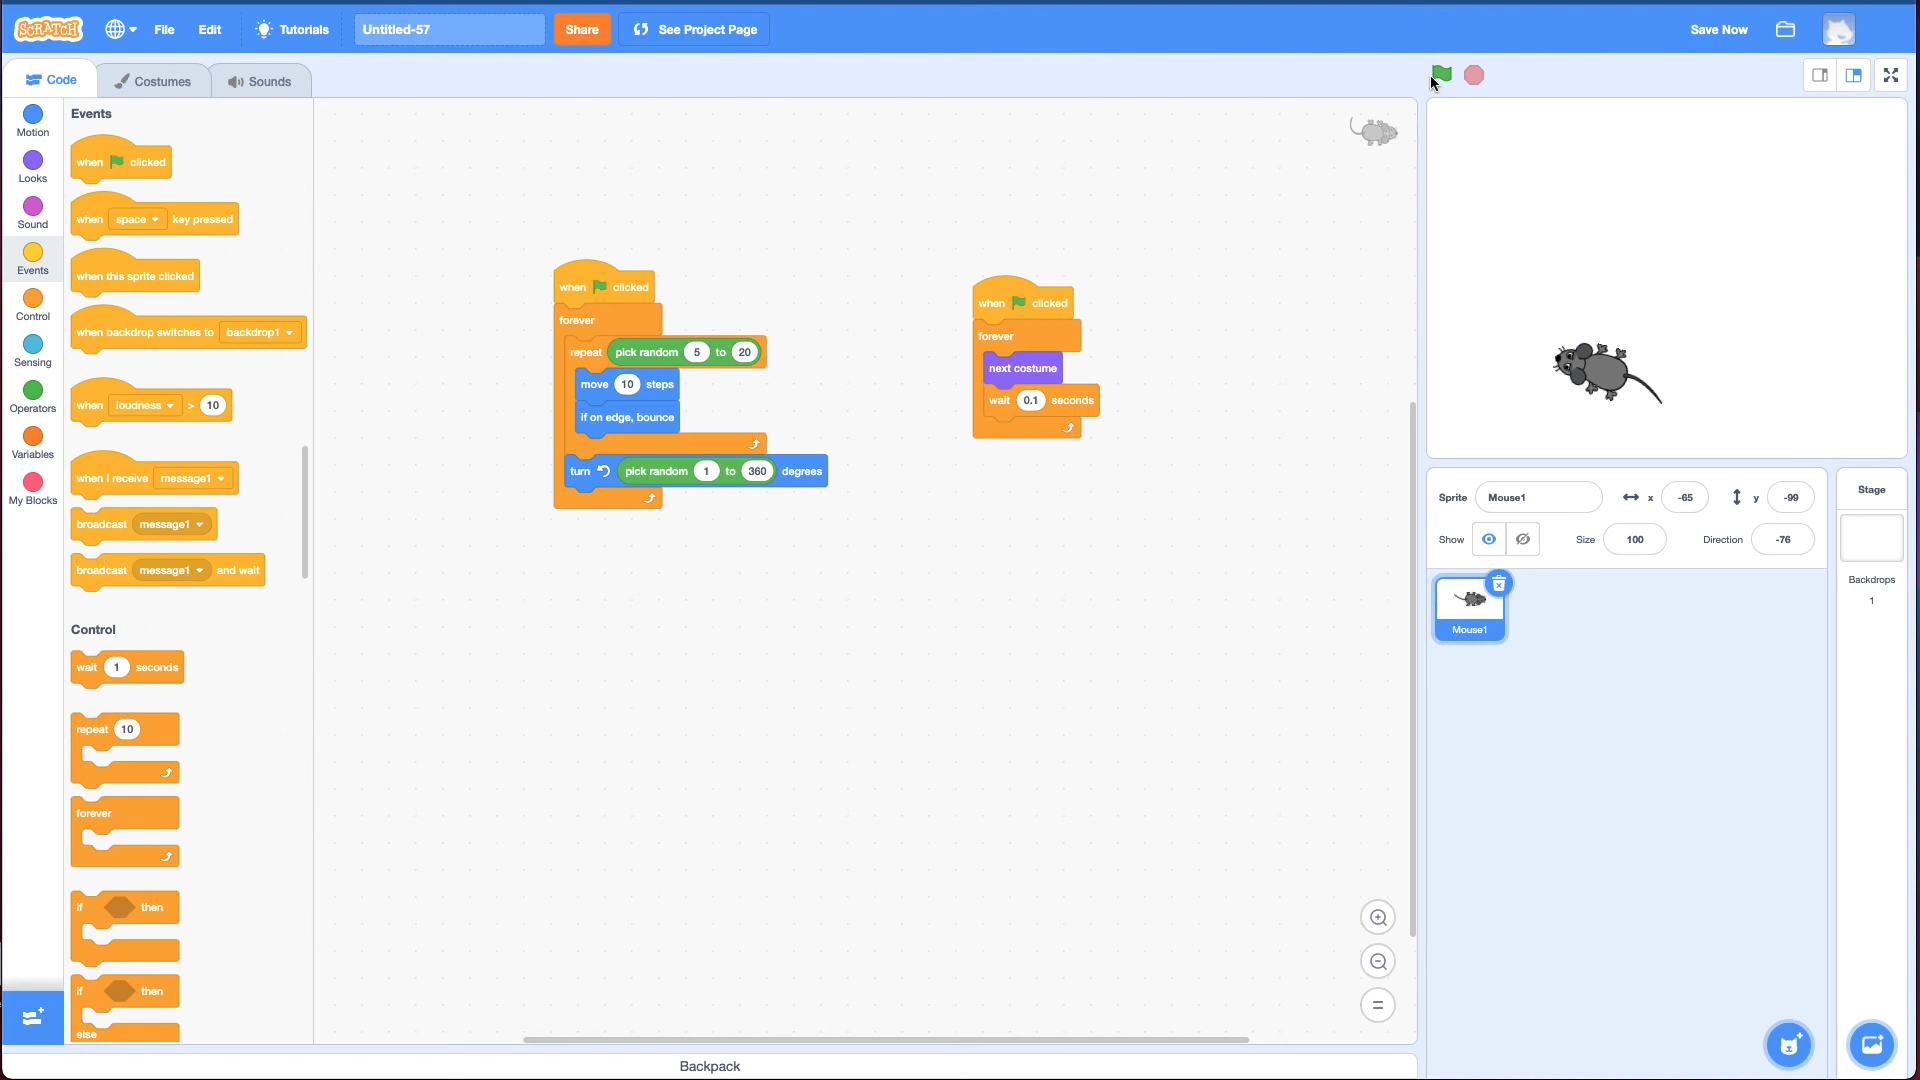 SCRATCH File Edit Tutorials Untitled-57 Share See Project Page Save Now
Code Costumes Sounds
Motion
Looks
Sound
Events
Control
Sensing
Operators
Variables
My Blocks
Events
when clicked
when space key pressed
when this sprite clicked
when backdrop switches to backdrop1
when loudness > 10
when I receive message1
broadcast message1
broadcast message1 and wait
Control
wait 1 seconds
repeat 10
forever
if then
if then
else
when clicked
forever
repeat pick random 5 to 20
move 10 steps
if on edge, bounce
turn pick random 1 to 360 degrees
when clicked
forever
next costume
wait 0.1 seconds
Sprite Mouse1 x -65 y -99
Show Size 100 Direction -76
Mouse1
Stage
Backdrops
1
Backpack